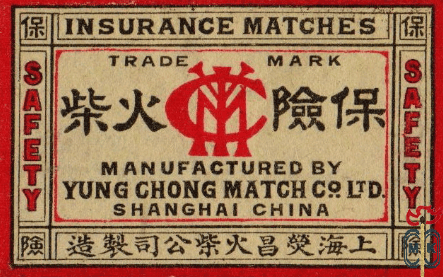 保 INSURANCE MATCHES 保
SAFETY
TRADE MARK
保險火柴
MANUFACTURED BY
YUNG CHONG MATCH CO LTD.
SHANGHAI CHINA
SAFETY
險
上海熒昌火柴公司製造